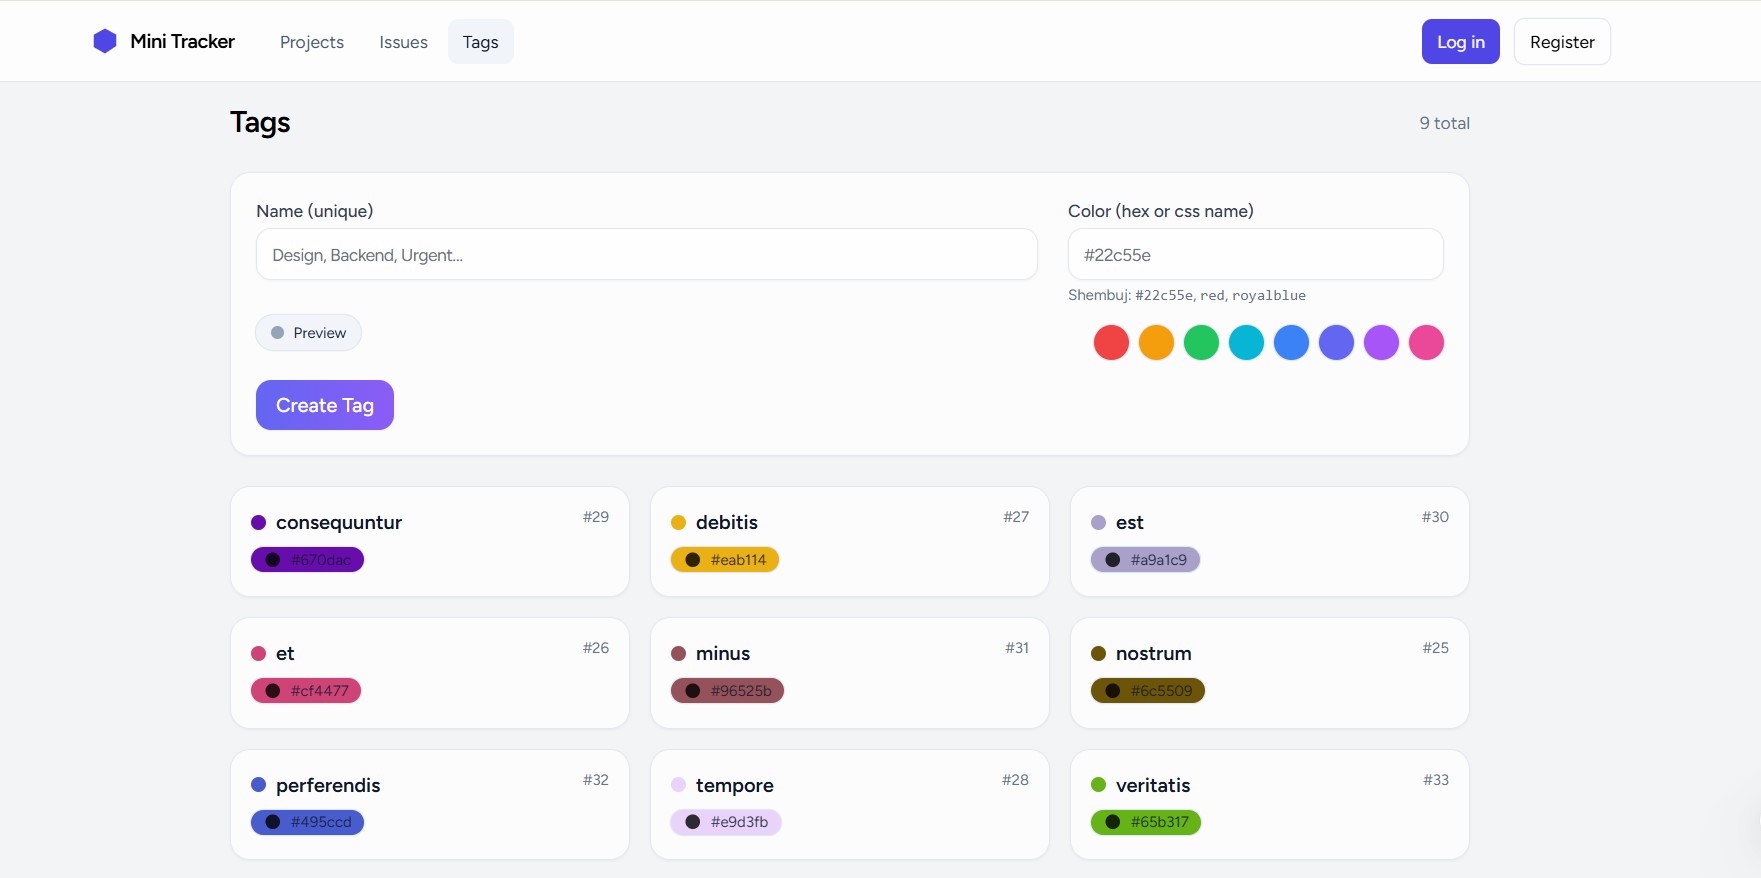 Mini Tracker Projects Issues Tags Log in Register
Tags 9 total
Name (unique) Color (hex or css name)
Design, Backend, Urgent... #22c55e
Shembuj: #22c55e, red, royalblue
Preview
Create Tag
consequuntur #29
#670dac
debitis #27
#eab114
est #30
#a9a1c9
et #26
#cf4477
minus #31
#96525b
nostrum #25
#6c5509
perferendis #32
#495ccd
tempore #28
#e9d3fb
veritatis #33
#65b317